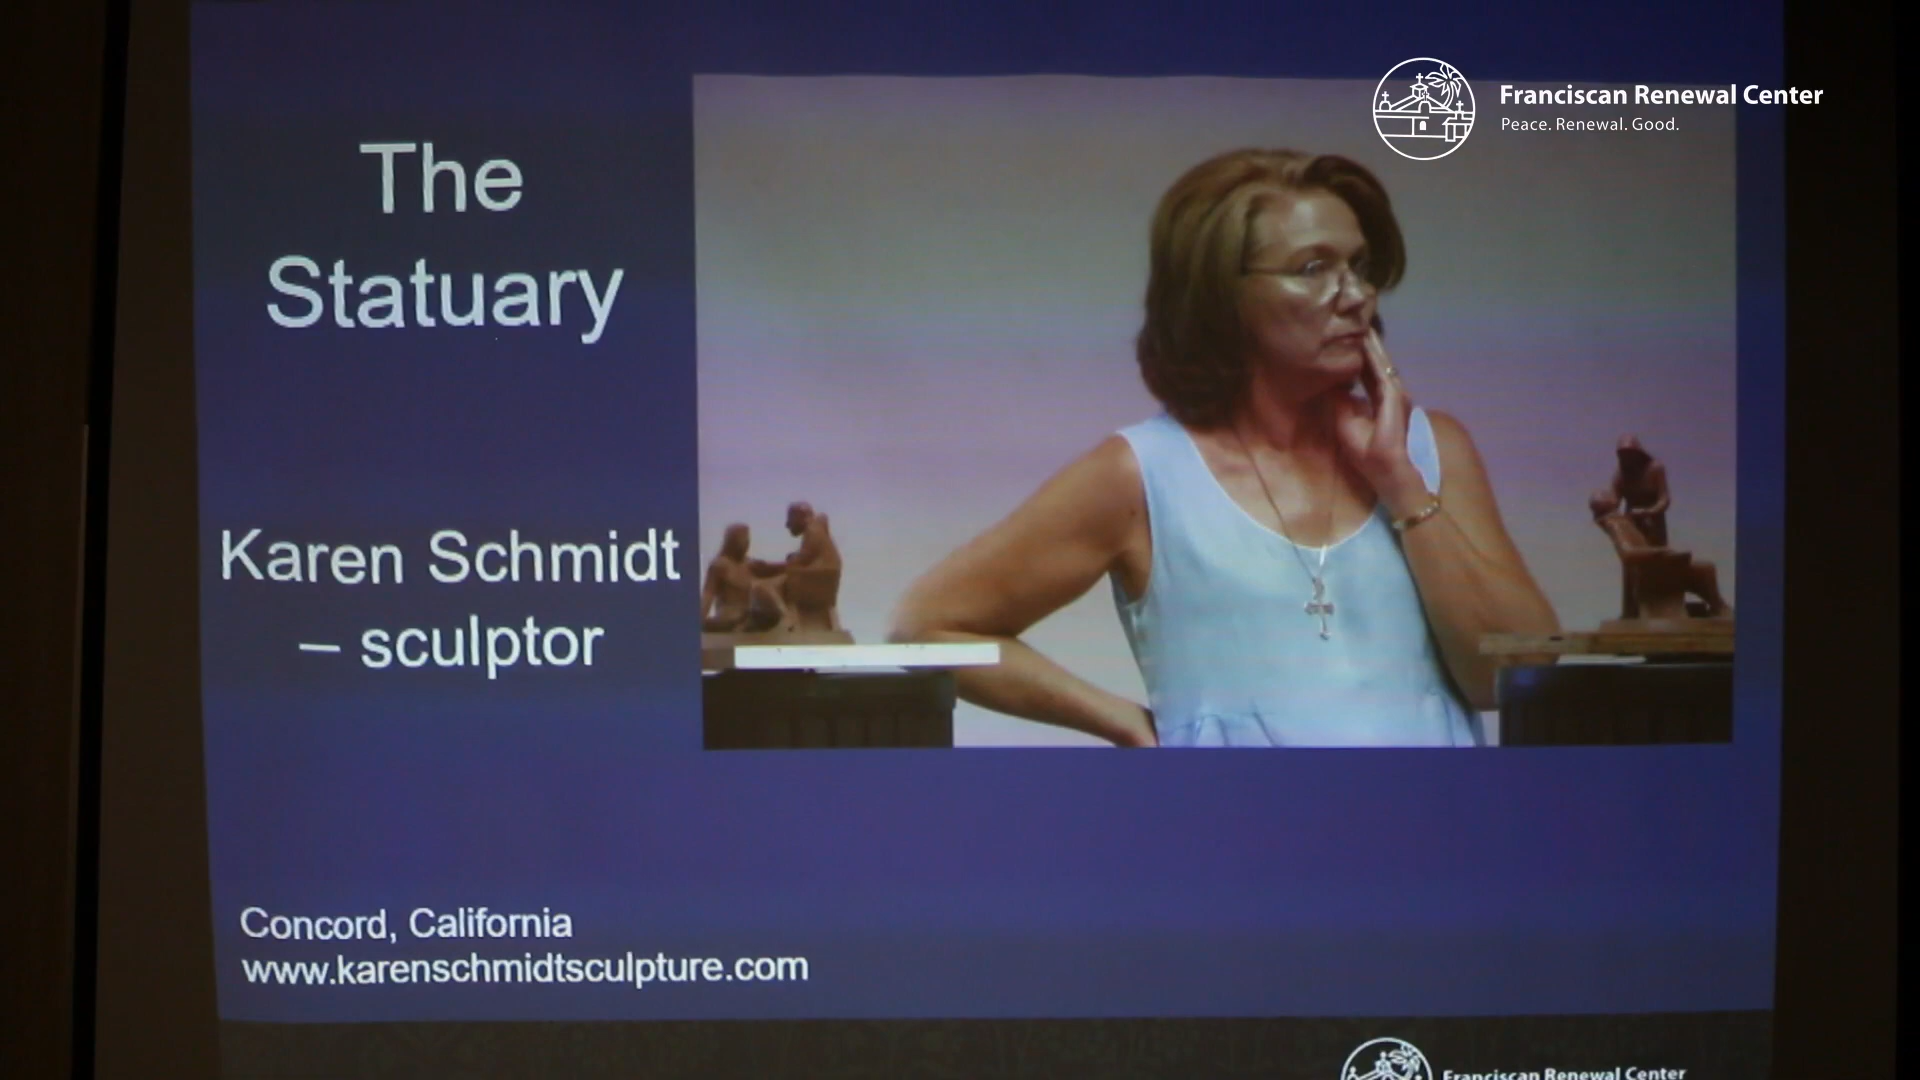 The
Statuary
Karen Schmidt
– sculptor
Concord, California
www.karenschmidtsculpture.com
Franciscan Renewal Center
Peace. Renewal. Good.
Franciscan Renewal Center